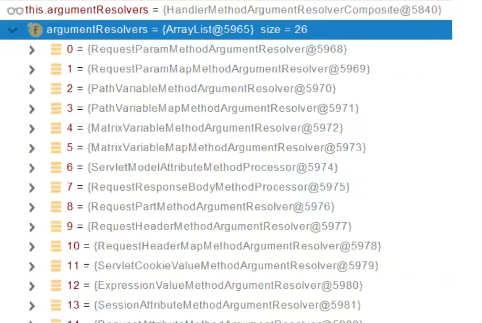 this.argumentResolvers = {HandlerMethodArgumentResolverComposite@5840}
f argumentResolvers = {ArrayList@5965} size = 26
0 = {RequestParamMethodArgumentResolver@5968}
1 = {RequestParamMapMethodArgumentResolver@5969}
2 = {PathVariableMethodArgumentResolver@5970}
3 = {PathVariableMapMethodArgumentResolver@5971}
4 = {MatrixVariableMethodArgumentResolver@5972}
5 = {MatrixVariableMapMethodArgumentResolver@5973}
6 = {ServletModelAttributeMethodProcessor@5974}
7 = {RequestResponseBodyMethodProcessor@5975}
8 = {RequestPartMethodArgumentResolver@5976}
9 = {RequestHeaderMethodArgumentResolver@5977}
10 = {RequestHeaderMapMethodArgumentResolver@5978}
11 = {ServletCookieValueMethodArgumentResolver@5979}
12 = {ExpressionValueMethodArgumentResolver@5980}
13 = {SessionAttributeMethodArgumentResolver@5981}